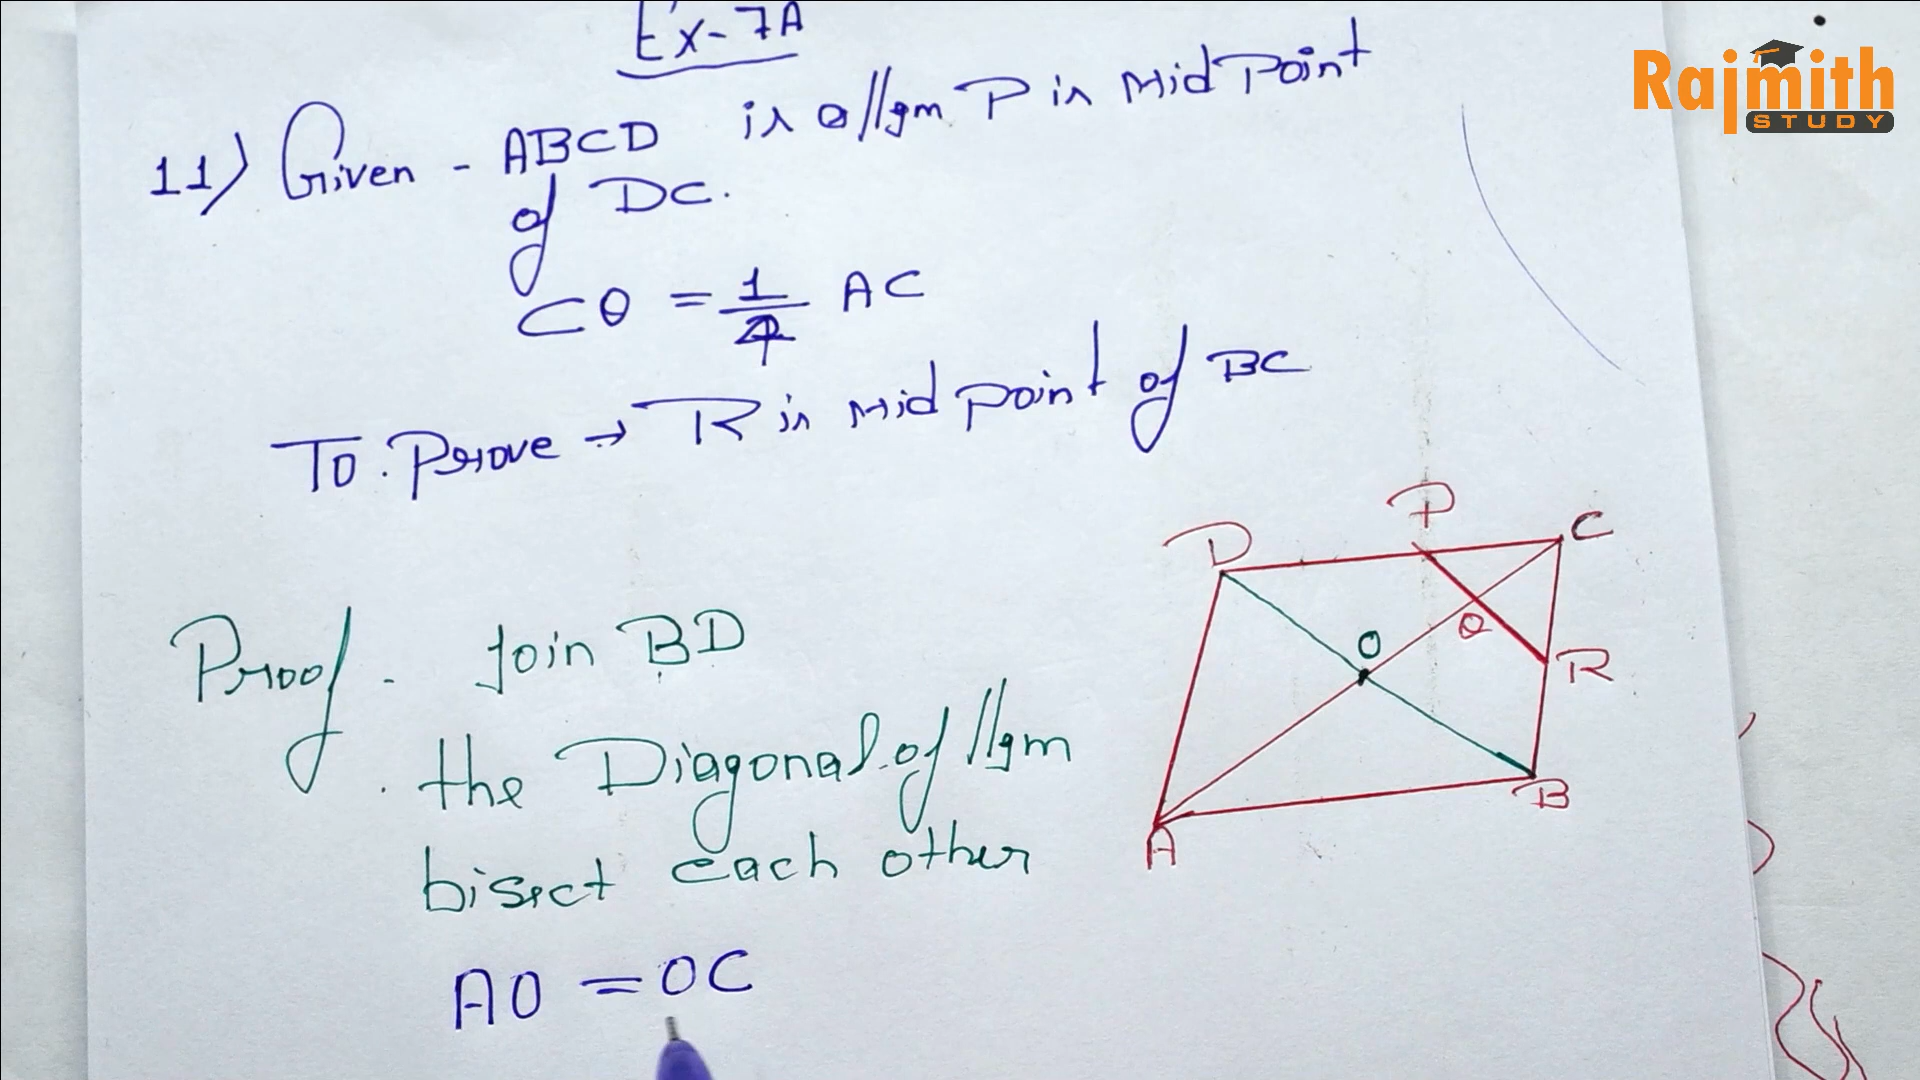 Ex-7A
Rajmith
STUDY
11) Given - ABCD is a //gm P is Mid Point
of DC.
CQ = 1/4 AC
To. Prove → R is Mid point of BC
P
C
D
O
Q
R
B
A
Proof - Join BD
the Diagonal of //gm
bisect each other
AO = OC